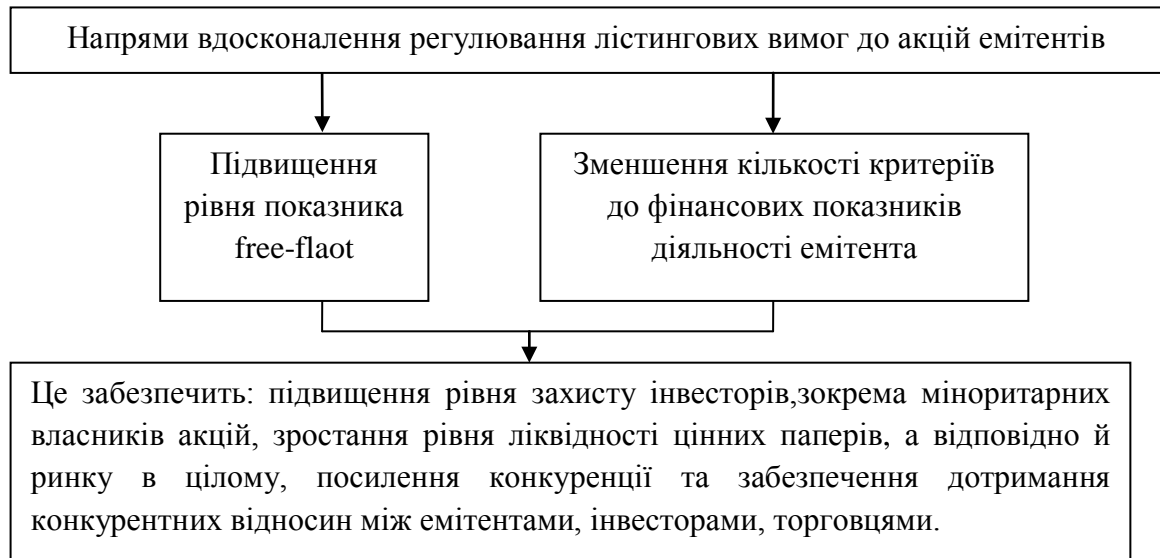 Напрями вдосконалення регулювання лістингових вимог до акцій емітентів
Підвищення
рівня показника
free-flaot
Зменшення кількості критеріїв
до фінансових показників
діяльності емітента
Це забезпечить: підвищення рівня захисту інвесторів,зокрема міноритарних
власників акцій, зростання рівня ліквідності цінних паперів, а відповідно й
ринку в цілому, посилення конкуренції та забезпечення дотримання
конкурентних відносин між емітентами, інвесторами, торговцями.